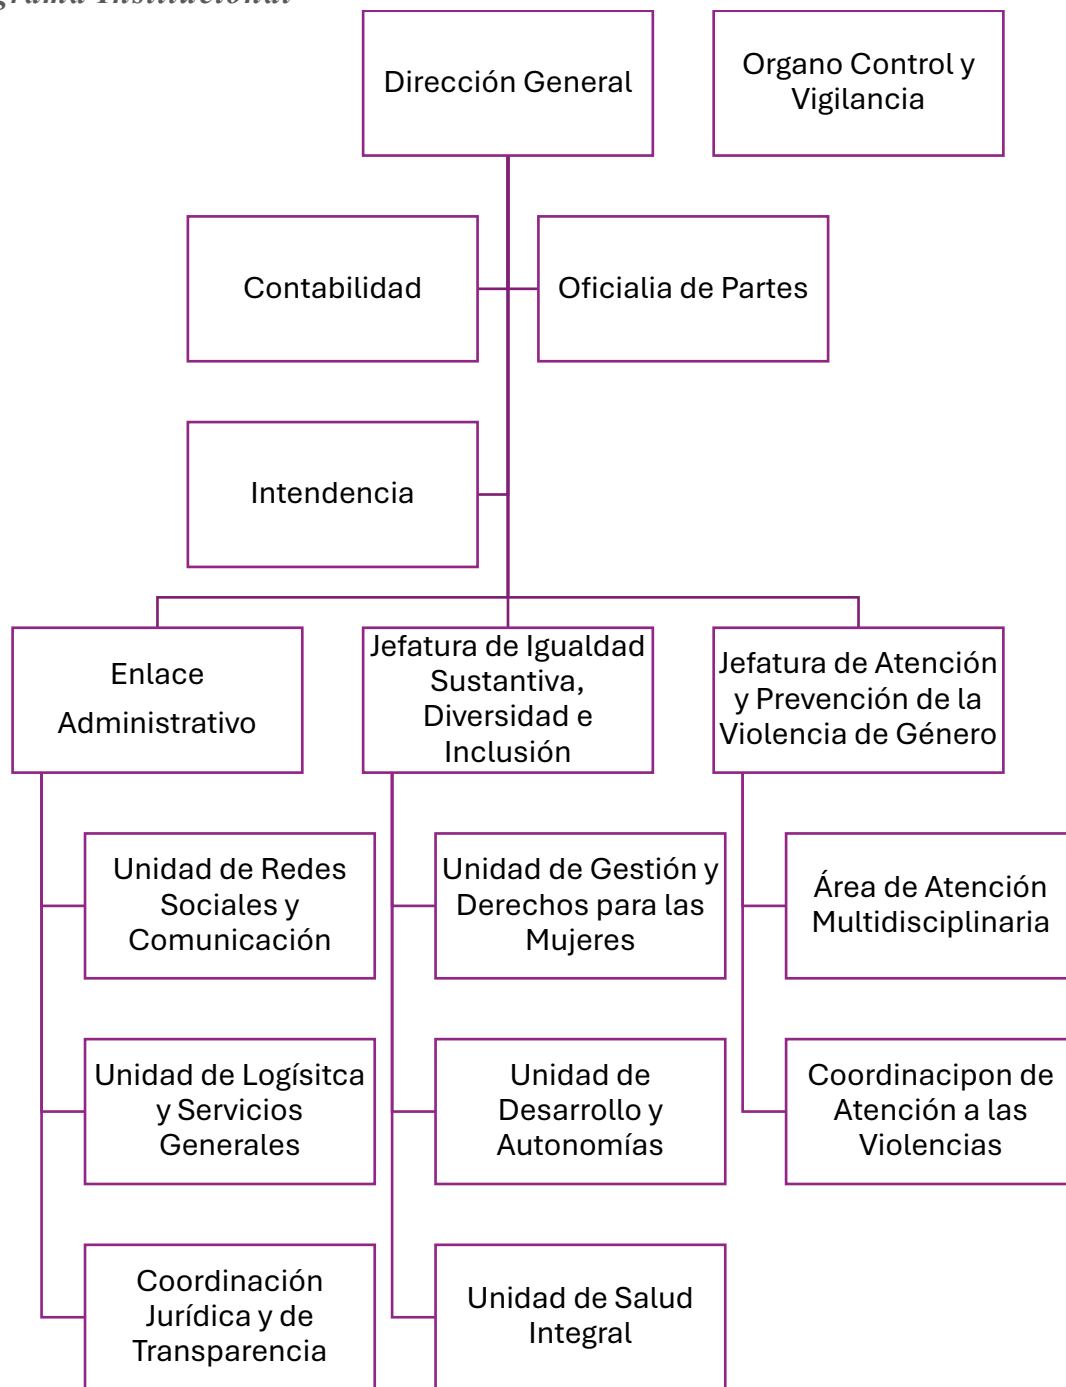 Institucional
Dirección General
Organo Control y
Vigilancia
Contabilidad
Oficialia de Partes
Intendencia
Enlace
Administrativo
Jefatura de Igualdad
Sustantiva,
Diversidad e
Inclusión
Jefatura de Atención
y Prevención de la
Violencia de Género
Unidad de Redes
Sociales y
Comunicación
Unidad de Gestión y
Derechos para las
Mujeres
Área de Atención
Multidisciplinaria
Unidad de Logísitca
y Servicios
Generales
Unidad de
Desarrollo y
Autonomías
Coordinacipon de
Atención a las
Violencias
Coordinación
Jurídica y de
Transparencia
Unidad de Salud
Integral